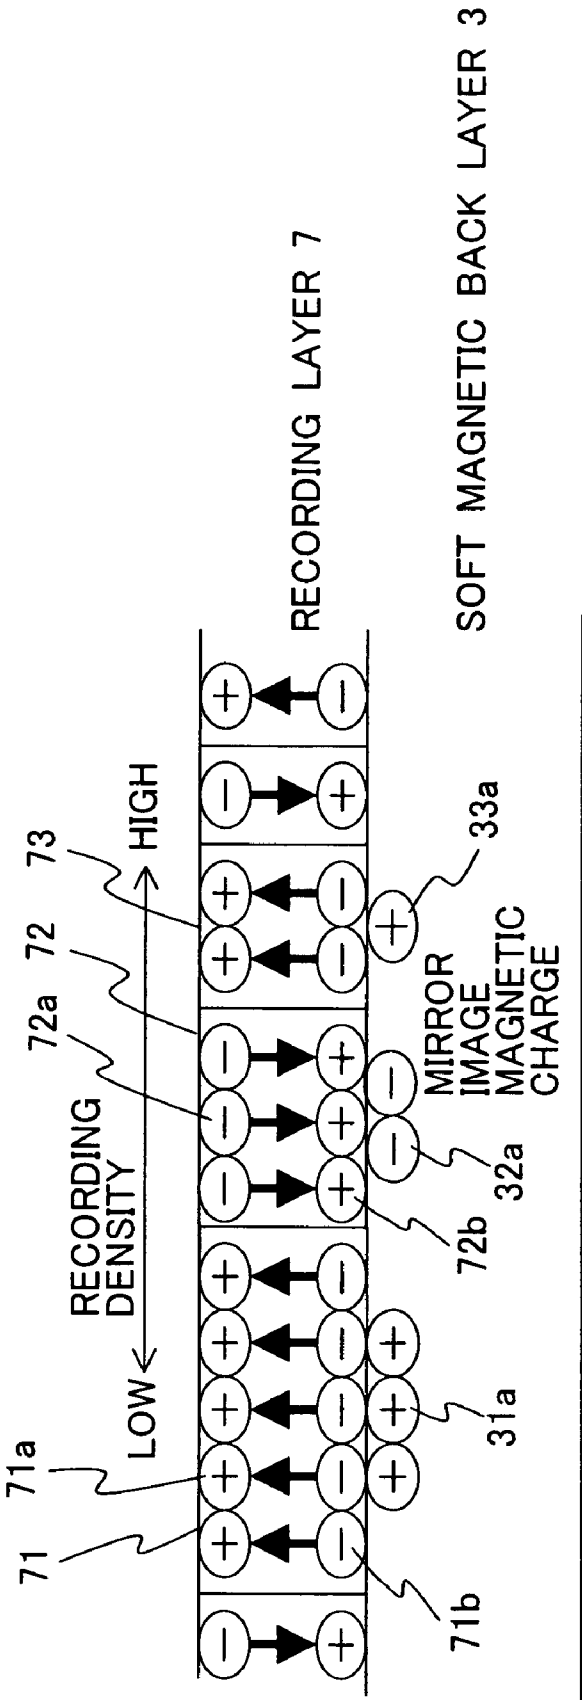 71
71a
LOW
RECORDING
DENSITY
HIGH
72a
72
73
− + + + + + − − − + + − +
+ − − − − − + + + − − + −
RECORDING LAYER 7
71b
+ + +
31a
72b
− −
32a
+
33a
MIRROR
IMAGE
MAGNETIC
CHARGE
SOFT MAGNETIC BACK LAYER 3